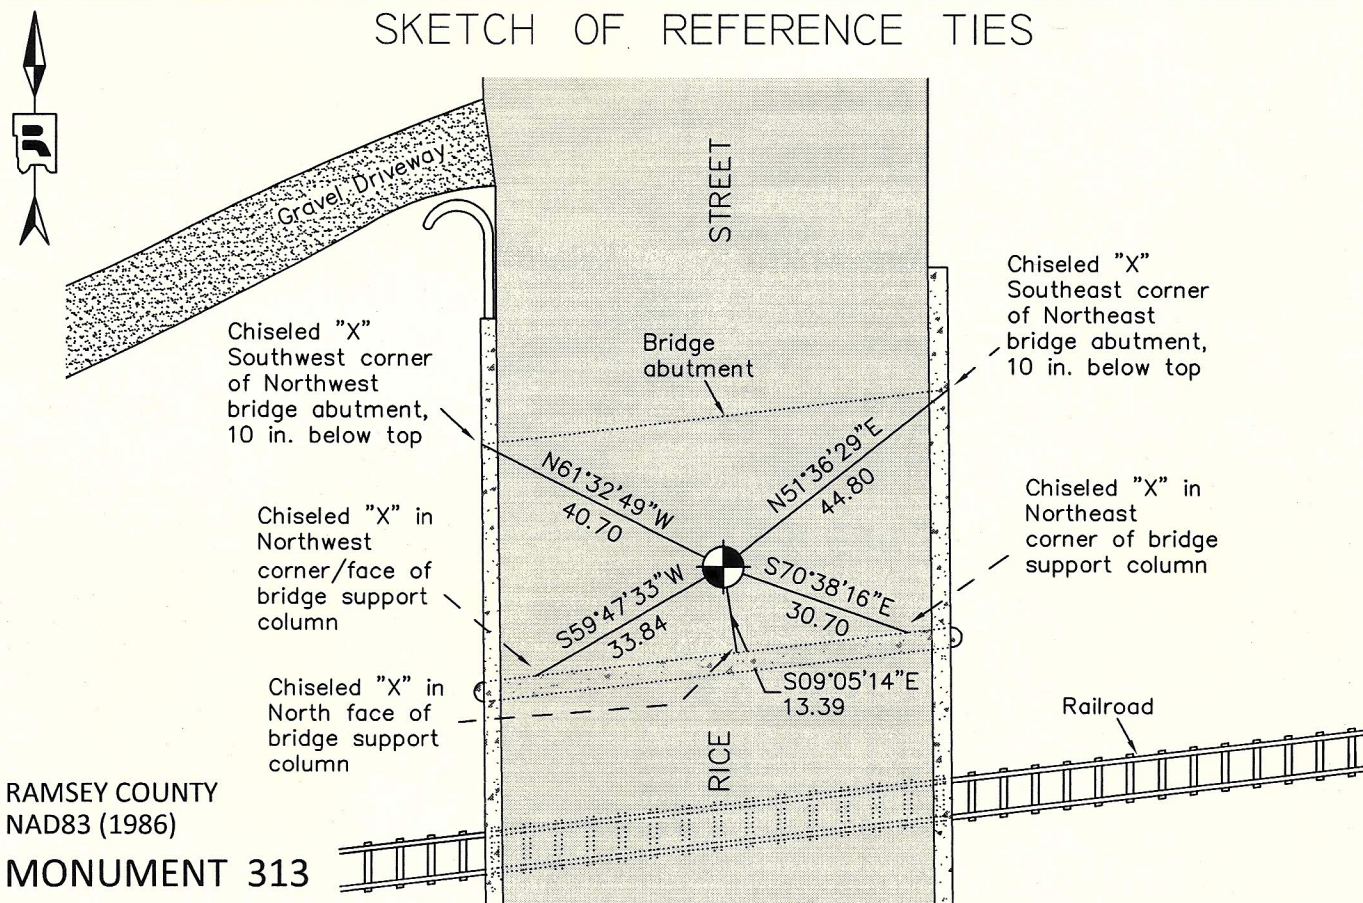 SKETCH OF REFERENCE TIES
R
Gravel Driveway
STREET
Chiseled "X"
Southeast corner
of Northeast
bridge abutment,
10 in. below top
Chiseled "X"
Southwest corner
of Northwest
bridge abutment,
10 in. below top
Bridge
abutment
N61°32'49"W
40.70
N51°36'29"E
44.80
Chiseled "X" in
Northwest
corner/face of
bridge support
column
Chiseled "X" in
Northeast
corner of bridge
support column
S59°47'33"W
33.84
S70°38'16"E
30.70
S09°05'14"E
13.39
Chiseled "X" in
North face of
bridge support
column
RICE
Railroad
RAMSEY COUNTY
NAD83 (1986)
MONUMENT 313